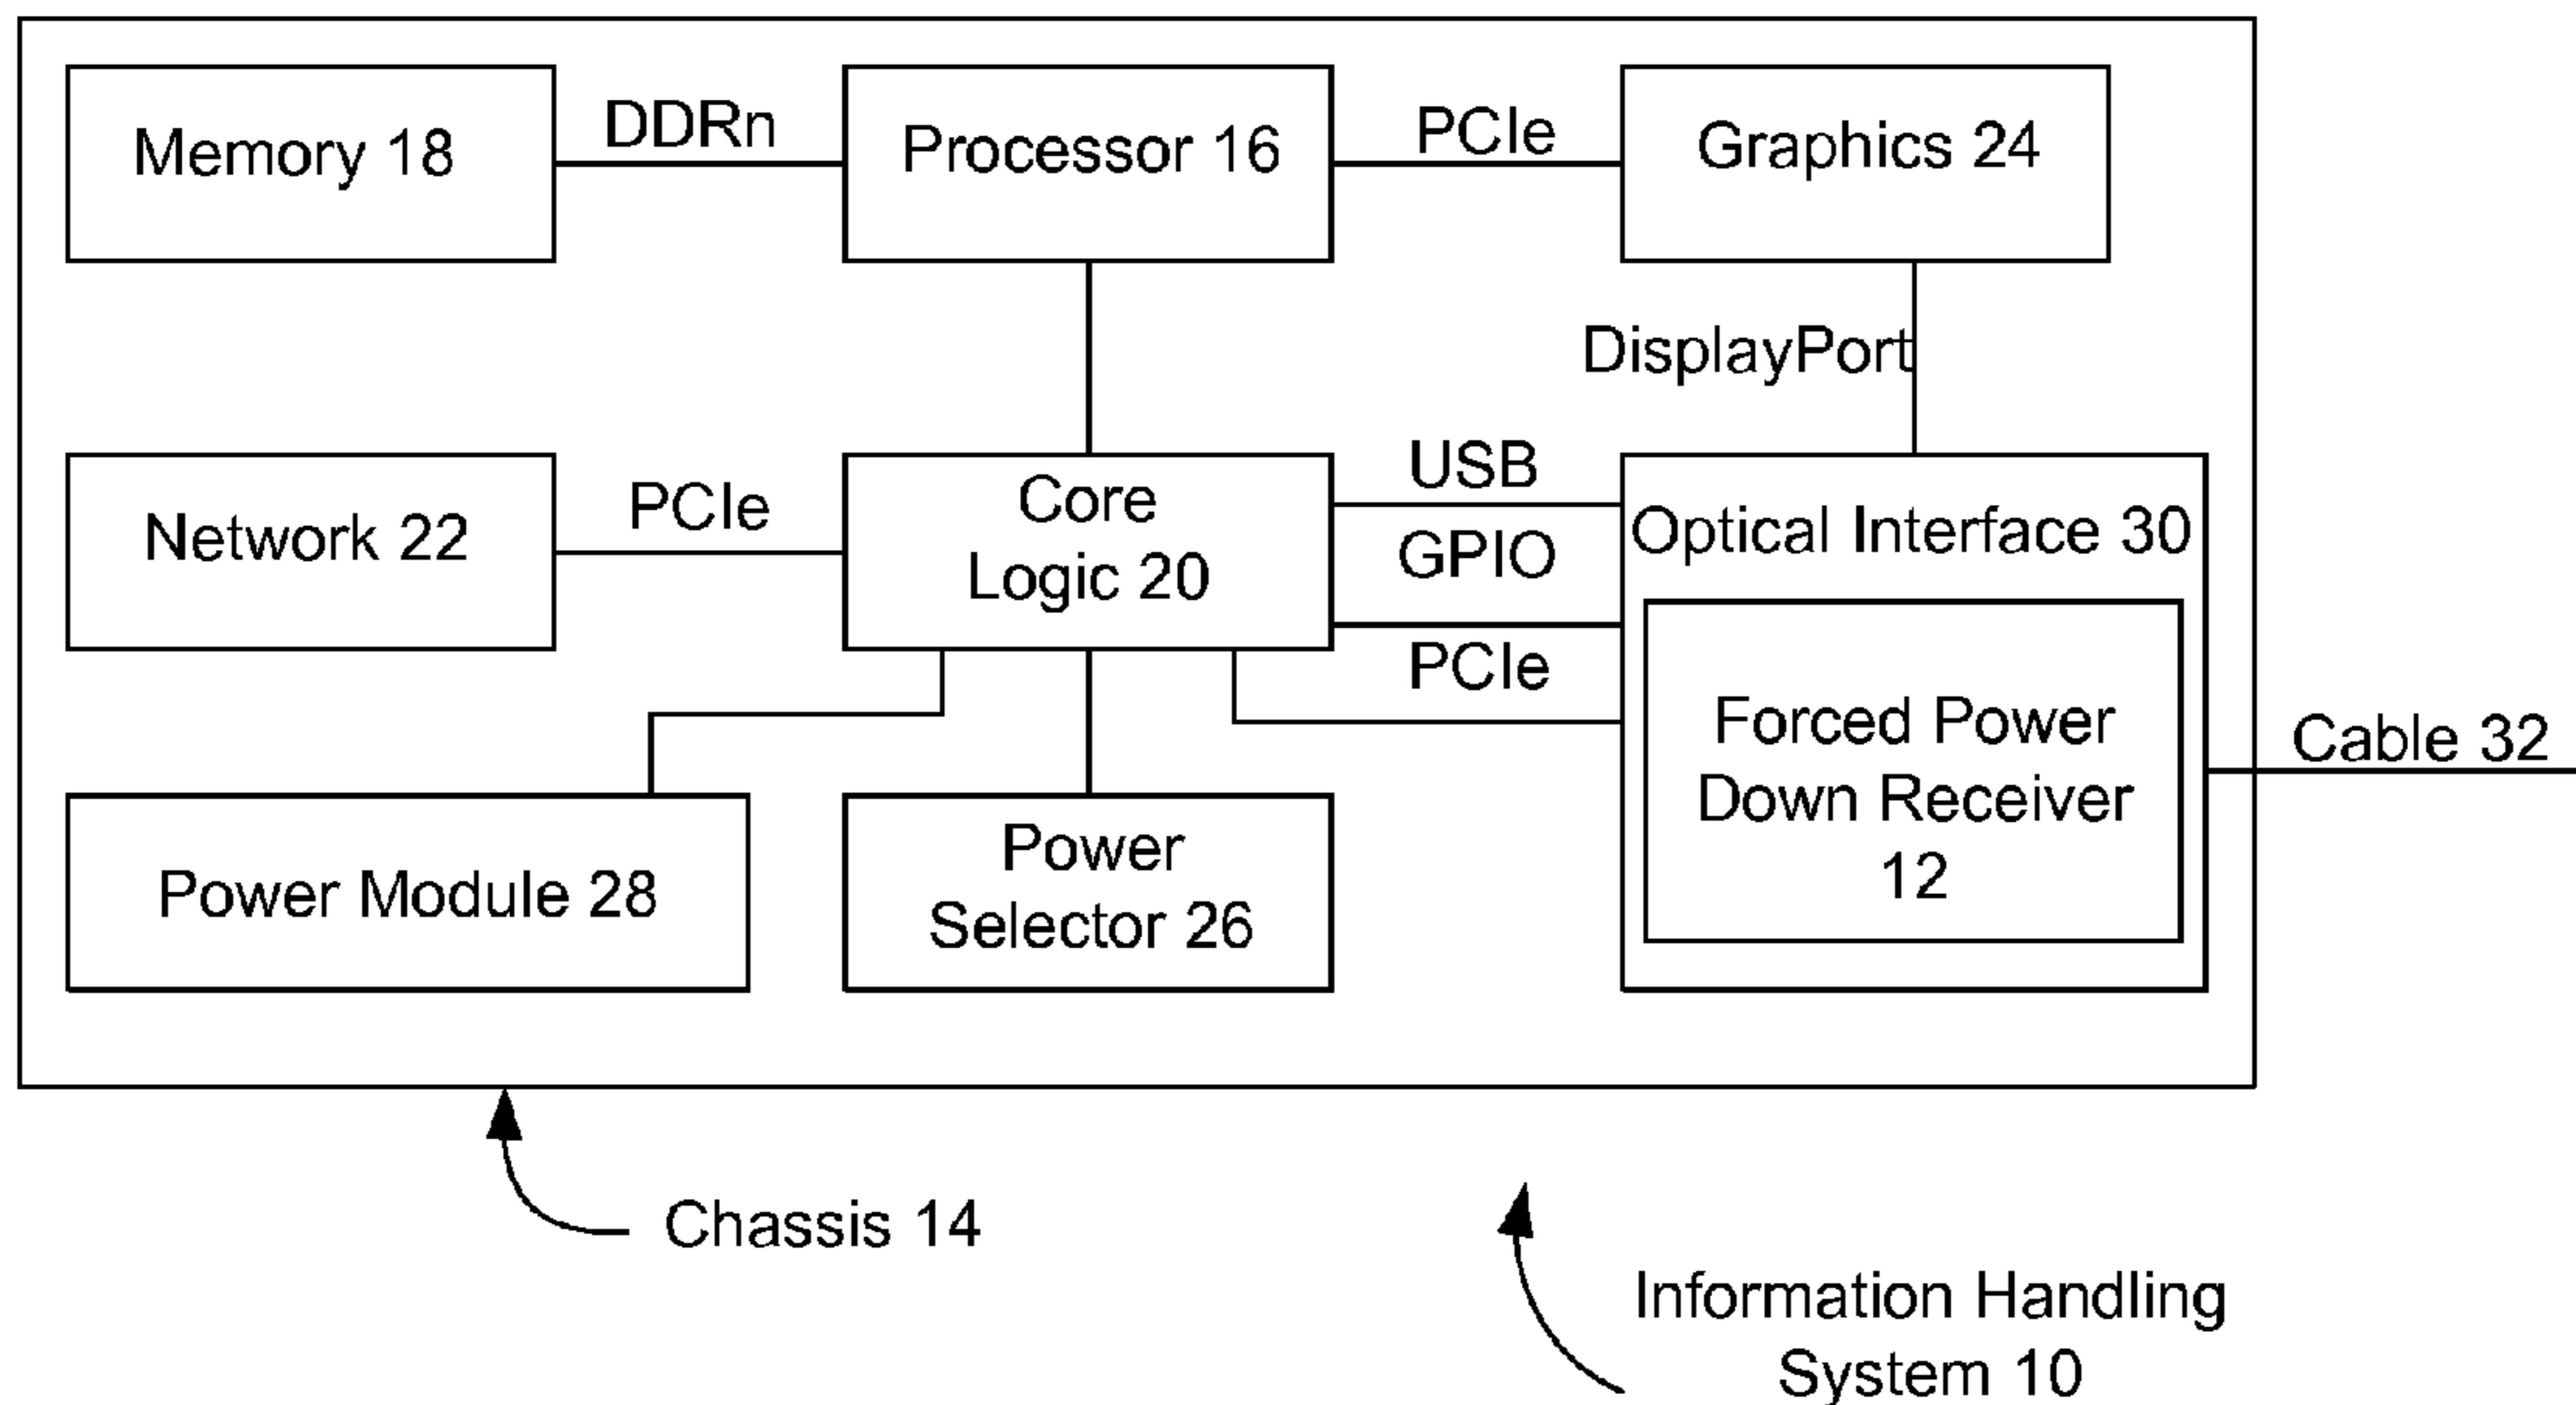 Memory 18
DDRn
Processor 16
PCIe
Graphics 24
DisplayPort
Network 22
PCIe
Core
Logic 20
USB
GPIO
PCIe
Optical Interface 30
Forced Power
Down Receiver
12
Cable 32
Power Module 28
Power
Selector 26
Chassis 14
Information Handling
System 10